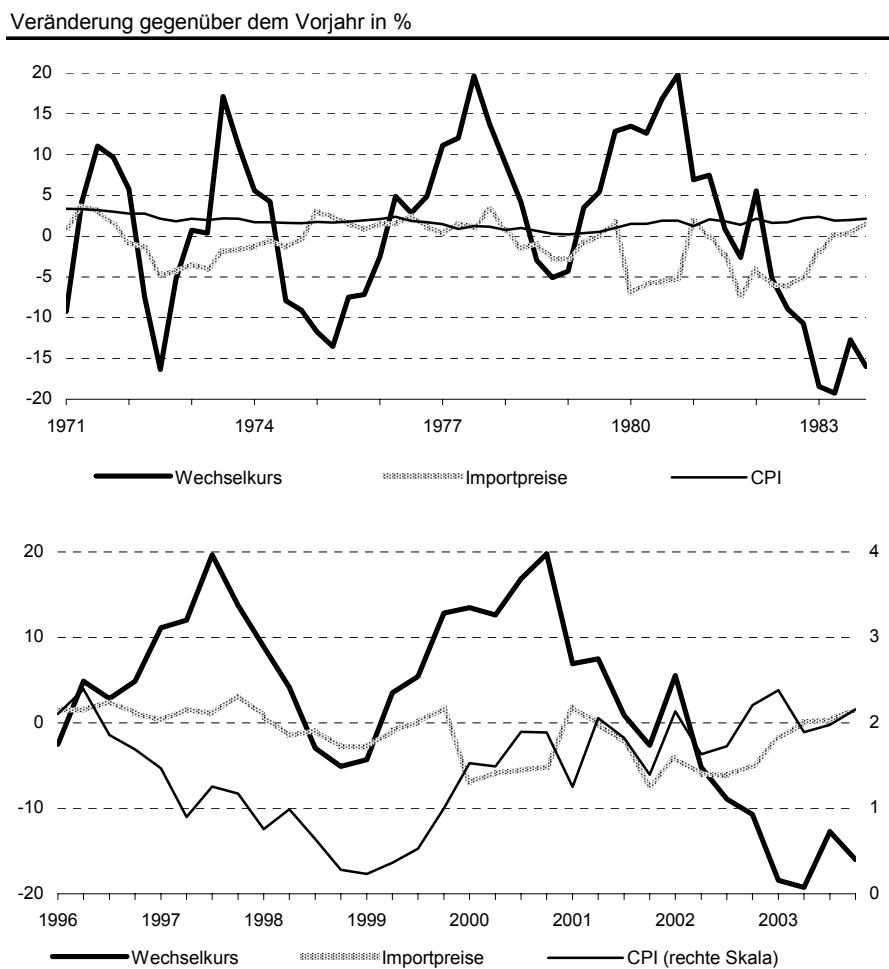 Veränderung gegenüber dem Vorjahr in %
20
15
10
5
0
-5
-10
-15
-20
1971 1974 1977 1980 1983
Wechselkurs Importpreise CPI
20 4
10 3
0 2
-10 1
-20 0
1996 1997 1998 1999 2000 2001 2002 2003
Wechselkurs Importpreise CPI (rechte Skala)